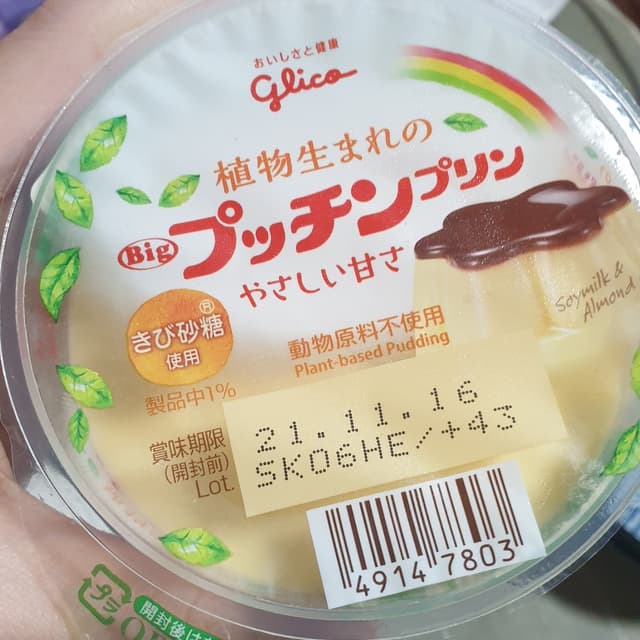 おいしさと健康
Glico
植物生まれの
Big
プッチンプリン
やさしい甘さ
Soymilk &
Almond
きび砂糖®
使用
製品中1%
動物原料不使用
Plant-based Pudding
賞味期限
(開封前)
Lot.
21.11.16
SK06HE/+43
4914 7803
プラ
開封後は